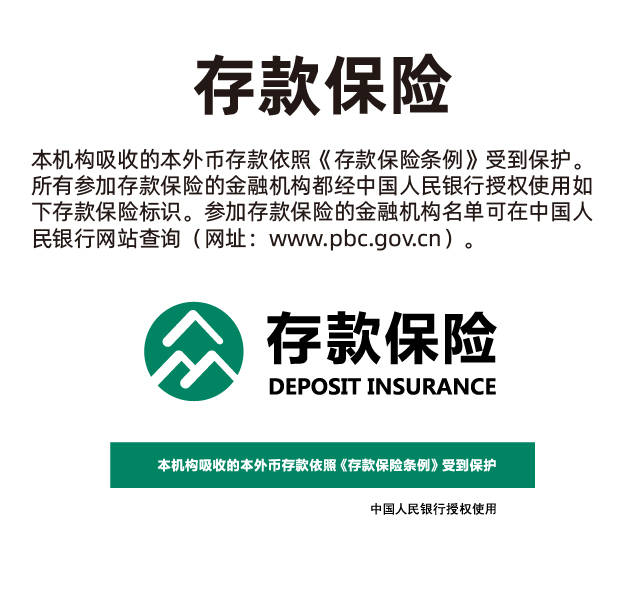 存款保险
本机构吸收的本外币存款依照《存款保险条例》受到保护。
所有参加存款保险的金融机构都经中国人民银行授权使用如
下存款保险标识。参加存款保险的金融机构名单可在中国人
民银行网站查询（网址：www.pbc.gov.cn）。
存款保险
DEPOSIT INSURANCE
本机构吸收的本外币存款依照《存款保险条例》受到保护
中国人民银行授权使用